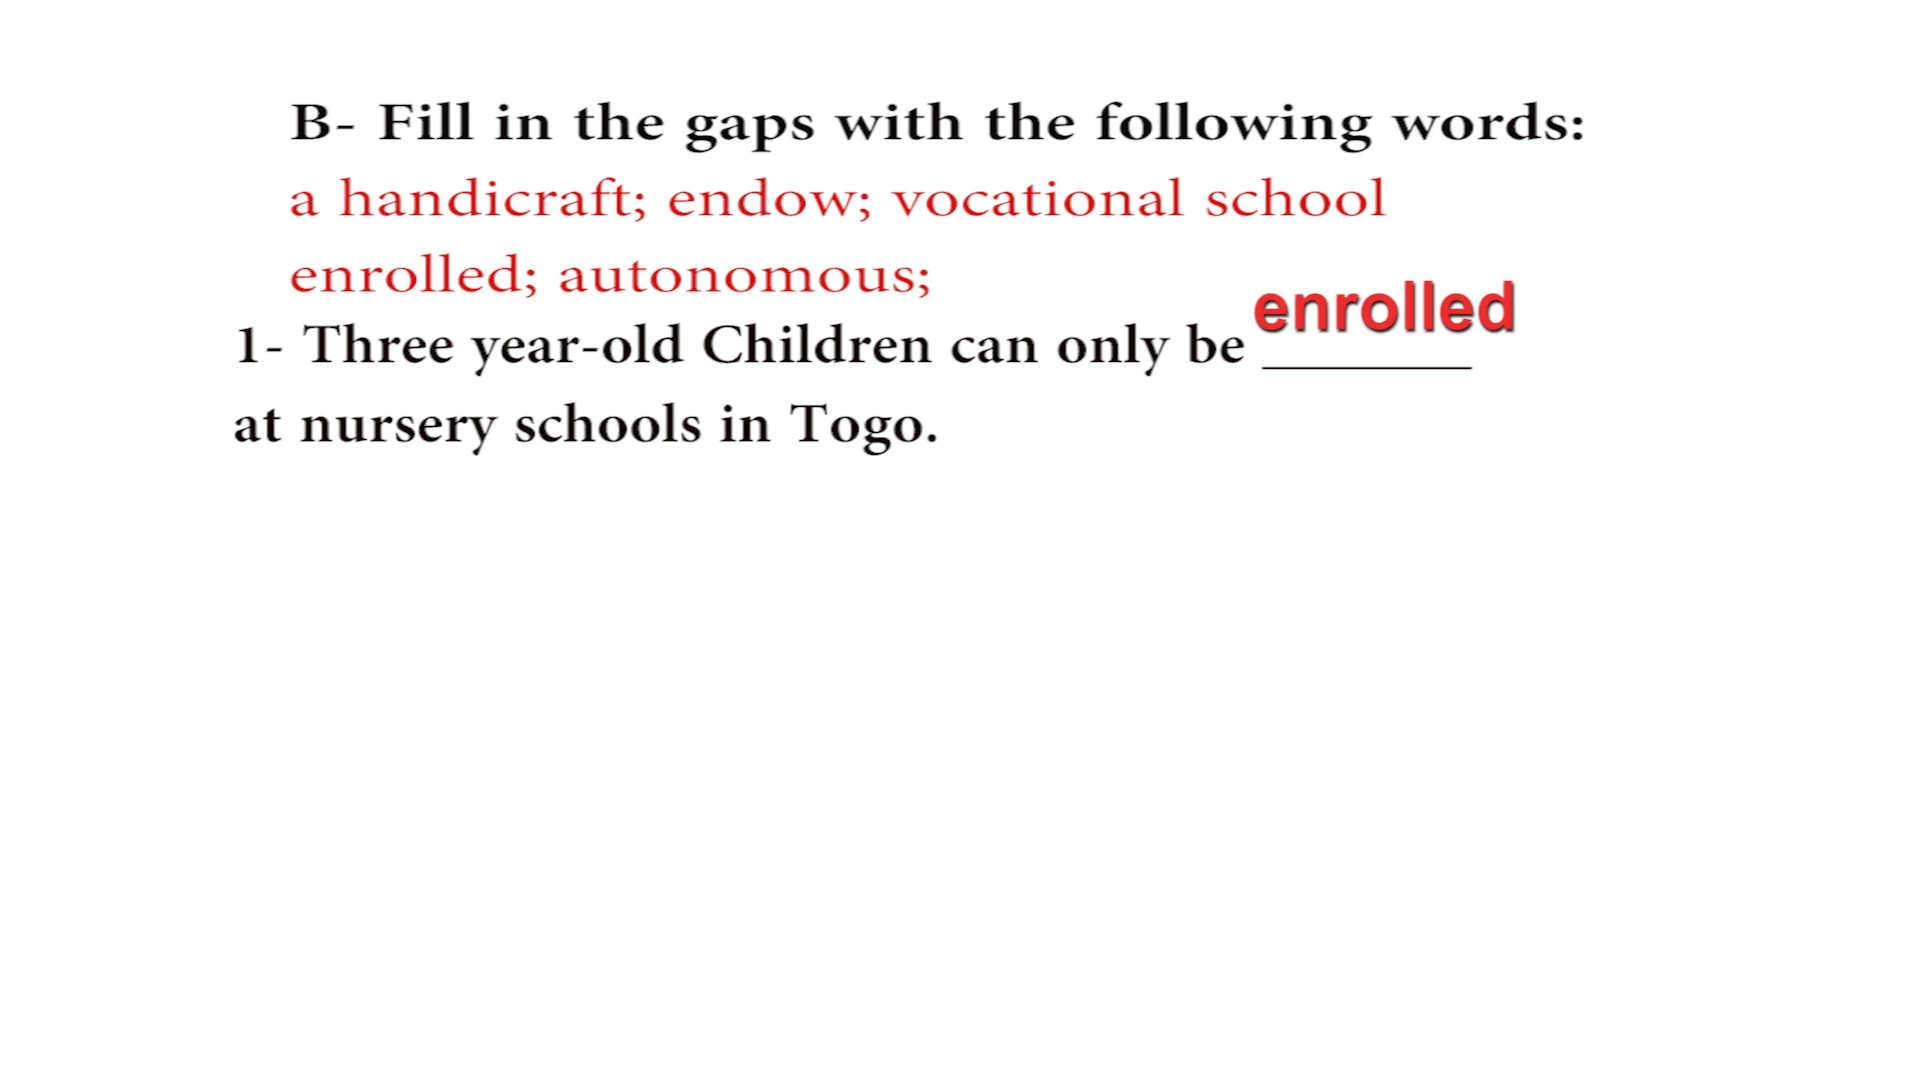 B- Fill in the gaps with the following words:
a handicraft; endow; vocational school
enrolled; autonomous;
enrolled
1- Three year-old Children can only be _______
at nursery schools in Togo.